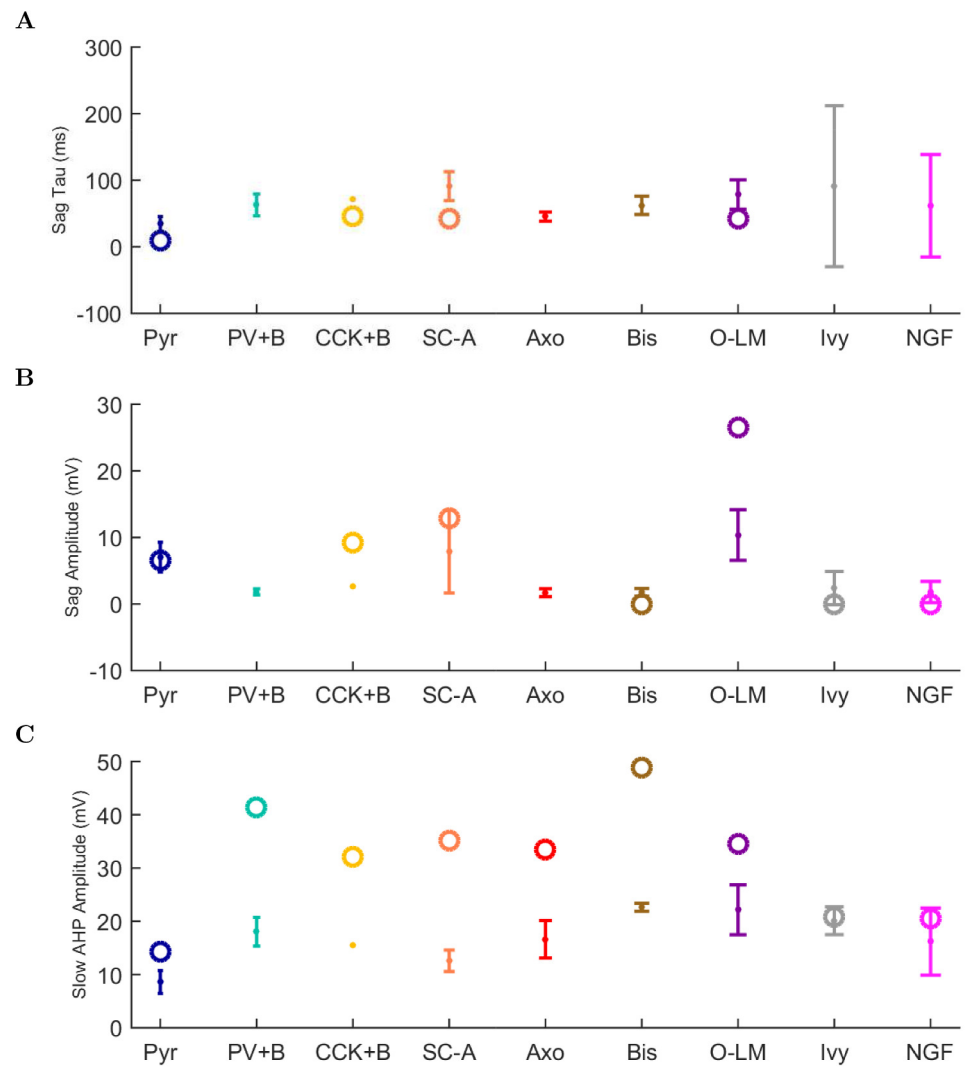 A
Sag Tau (ms)
300
200
100
0
-100
Pyr PV+B CCK+B SC-A Axo Bis O-LM Ivy NGF
B
Sag Amplitude (mV)
30
20
10
0
-10
Pyr PV+B CCK+B SC-A Axo Bis O-LM Ivy NGF
C
Slow AHP Amplitude (mV)
50
40
30
20
10
0
Pyr PV+B CCK+B SC-A Axo Bis O-LM Ivy NGF